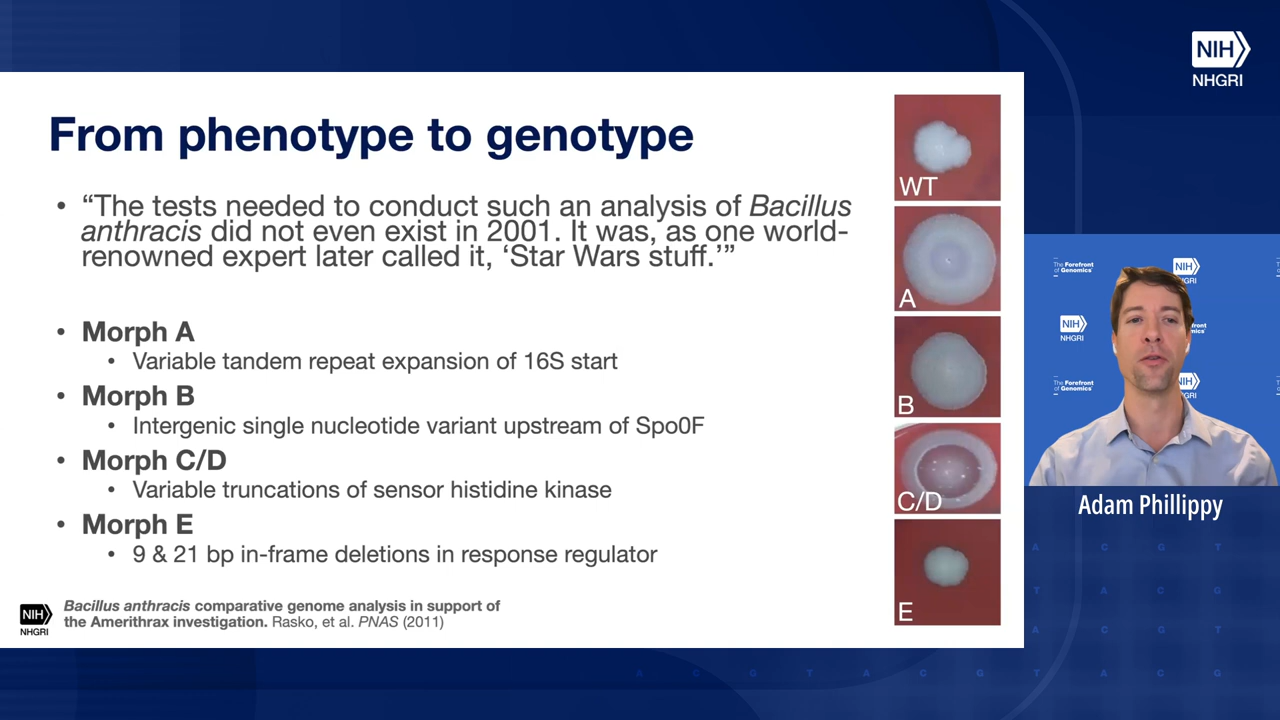 NIH
NHGRI
From phenotype to genotype
• “The tests needed to conduct such an analysis of Bacillus
anthracis did not even exist in 2001. It was, as one world-
renowned expert later called it, ‘Star Wars stuff.’”
• Morph A
• Variable tandem repeat expansion of 16S start
• Morph B
• Intergenic single nucleotide variant upstream of Spo0F
• Morph C/D
• Variable truncations of sensor histidine kinase
• Morph E
• 9 & 21 bp in-frame deletions in response regulator
WT
A
B
C/D
E
NIH
NHGRI
Bacillus anthracis comparative genome analysis in support of
the Amerithrax investigation. Rasko, et al. PNAS (2011)
The Forefront
of Genomics
NIH
NHGRI
The Forefront
of Genomics
NIH
Adam Phillippy
A C G T
A C G T
A C G T
A C G T A C G T A C G T